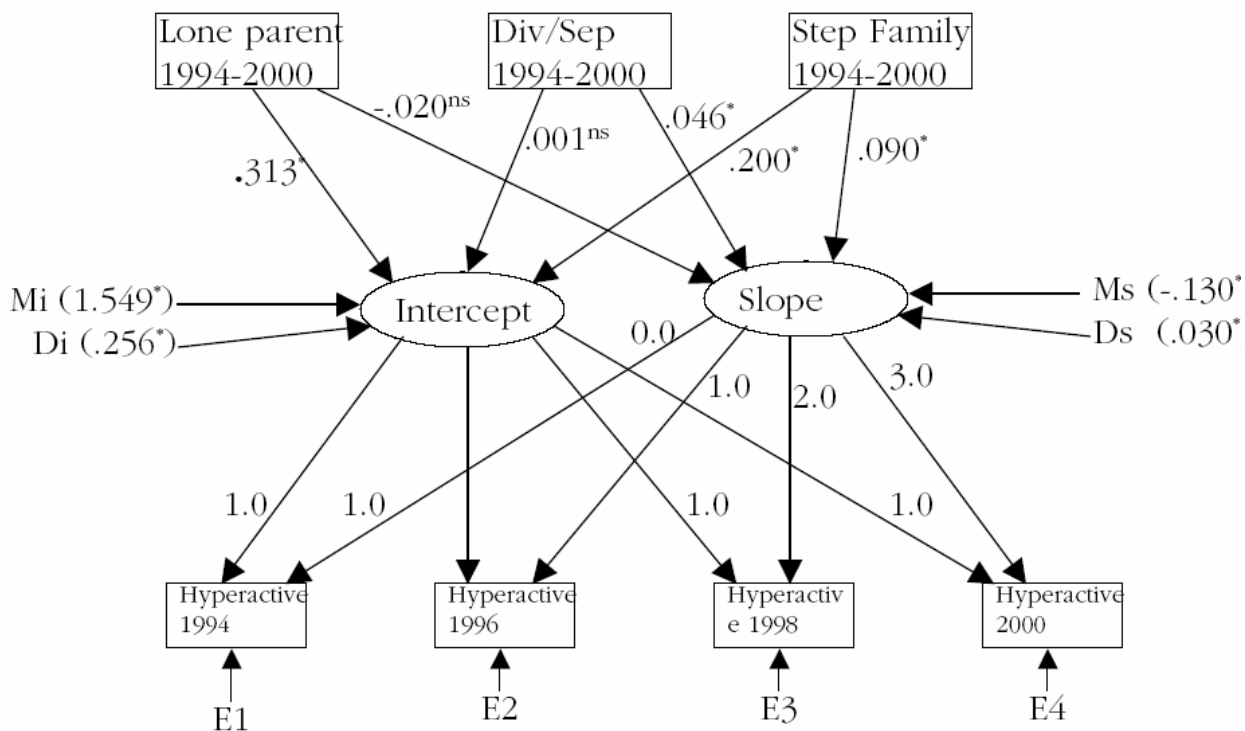 Lone parent
1994-2000
Div/Sep
1994-2000
Step Family
1994-2000
-.020ns
.046*
.001ns
.313*
.200*
.090*
Mi (1.549*)
Di (.256*)
Intercept
Slope
Ms (-.130*
Ds (.030*
0.0
1.0
2.0
3.0
1.0
1.0
1.0
1.0
Hyperactive
1994
Hyperactive
1996
Hyperactiv
e 1998
Hyperactive
2000
E1
E2
E3
E4